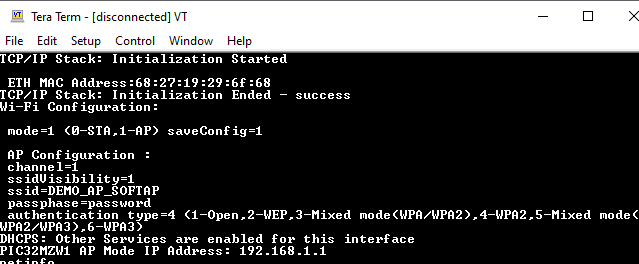 VT Tera Term - [disconnected] VT
File Edit Setup Control Window Help
TCP/IP Stack: Initialization Started
ETH MAC Address:68:27:19:29:6f:68
TCP/IP Stack: Initialization Ended - success
Wi-Fi Configuration:
mode=1 (0-STA,1-AP) saveConfig=1
AP Configuration :
channel=1
ssidVisibility=1
ssid=DEMO_AP_SOFTAP
passphase=password
authentication type=4 (1-Open,2-WEP,3-Mixed mode(WPA/WPA2),4-WPA2,5-Mixed mode(
WPA2/WPA3),6-WPA3)
DHCPS: Other Services are enabled for this interface
PIC32MZW1 AP Mode IP Address: 192.168.1.1
netinfo